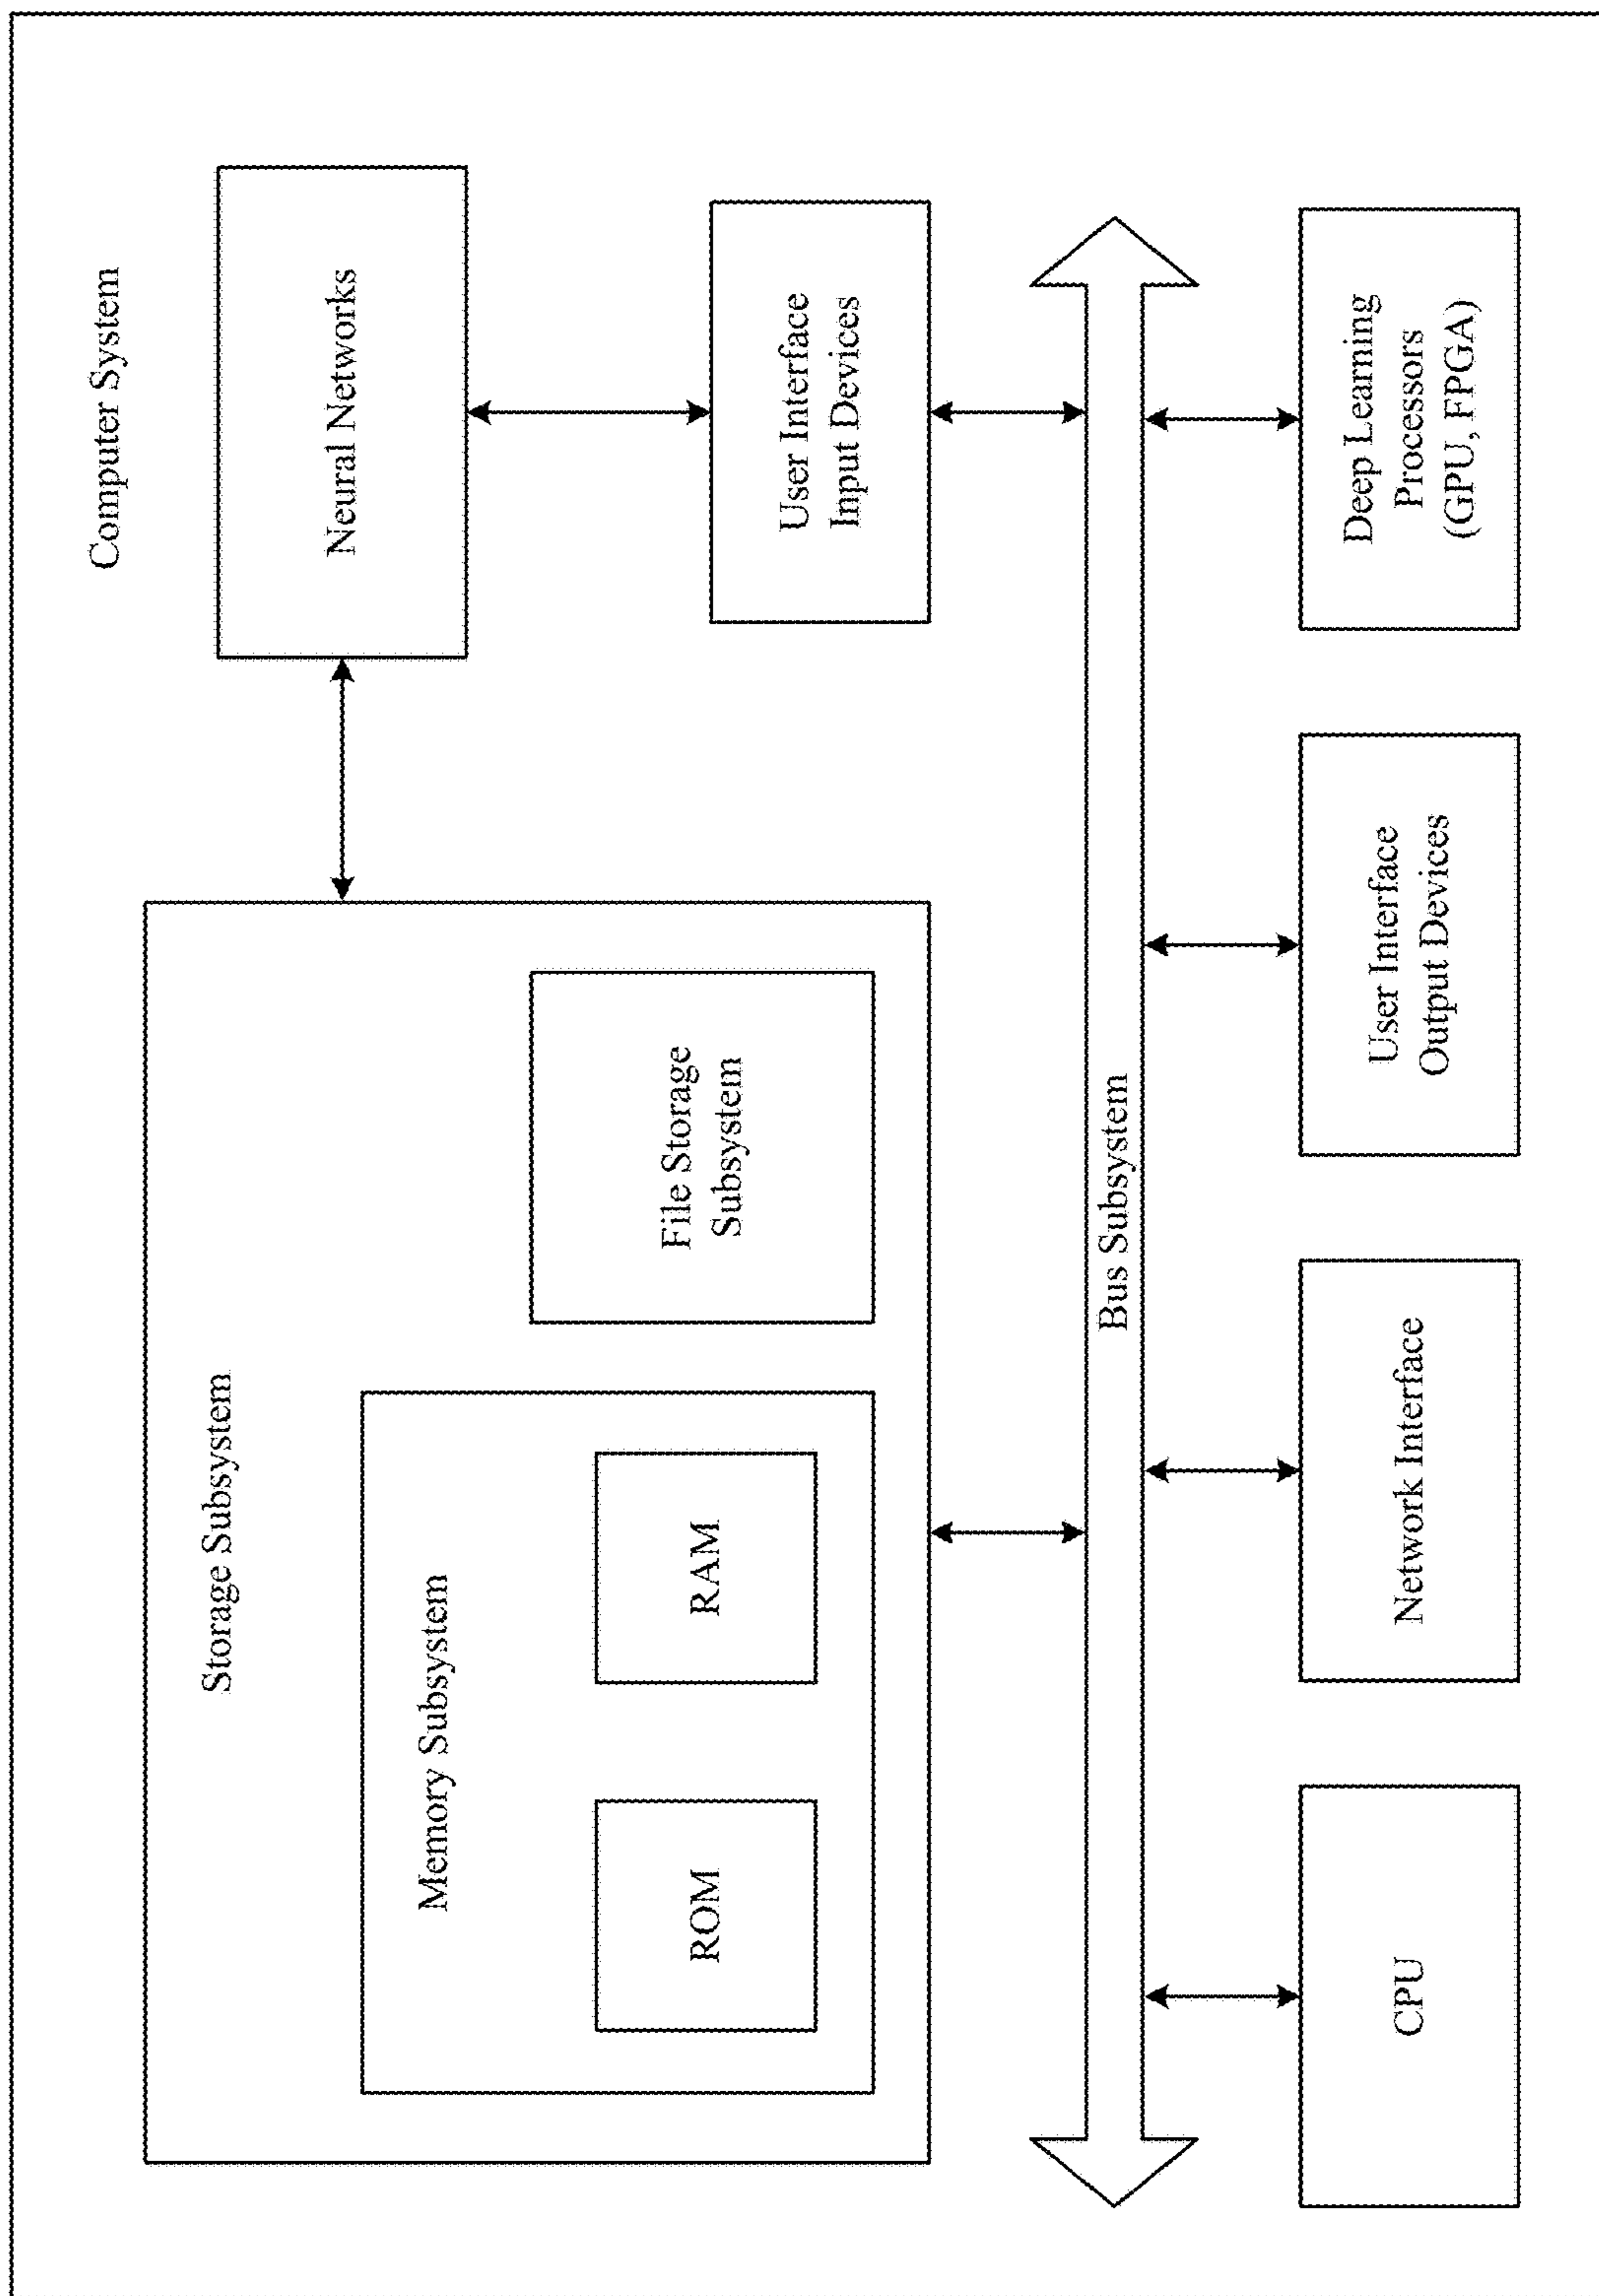 Computer System
Storage Subsystem
Neural Networks
Memory Subsystem
File Storage
Subsystem
ROM
RAM
User Interface
Input Devices
Bus Subsystem
CPU
Network Interface
User Interface
Output Devices
Deep Learning
Processors
(GPU, FPGA)